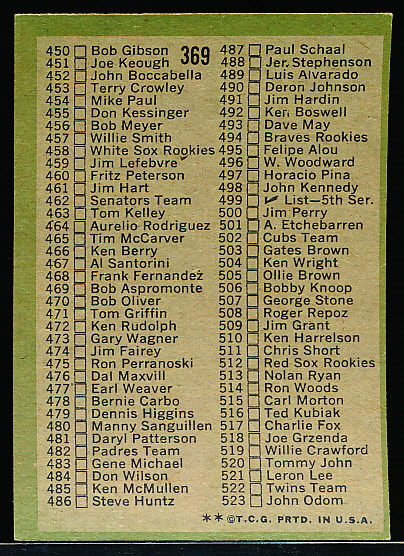 369
450 Bob Gibson
451 Joe Keough
452 John Boccabella
453 Terry Crowley
454 Mike Paul
455 Don Kessinger
456 Bob Meyer
457 Willie Smith
458 White Sox Rookies
459 Jim Lefebvre
460 Fritz Peterson
461 Jim Hart
462 Senators Team
463 Tom Kelley
464 Aurelio Rodriguez
465 Tim McCarver
466 Ken Berry
467 Al Santorini
468 Frank Fernandez
469 Bob Aspromonte
470 Bob Oliver
471 Tom Griffin
472 Ken Rudolph
473 Gary Wagner
474 Jim Fairey
475 Ron Perranoski
476 Dal Maxvill
477 Earl Weaver
478 Bernie Carbo
479 Dennis Higgins
480 Manny Sanguillen
481 Daryl Patterson
482 Padres Team
483 Gene Michael
484 Don Wilson
485 Ken McMullen
486 Steve Huntz
487 Paul Schaal
488 Jer. Stephenson
489 Luis Alvarado
490 Deron Johnson
491 Jim Hardin
492 Ken Boswell
493 Dave May
494 Braves Rookies
495 Felipe Alou
496 W. Woodward
497 Horacio Pina
498 John Kennedy
499 ✓ List—5th Ser.
500 Jim Perry
501 A. Etchebarren
502 Cubs Team
503 Gates Brown
504 Ken Wright
505 Ollie Brown
506 Bobby Knoop
507 George Stone
508 Roger Repoz
509 Jim Grant
510 Ken Harrelson
511 Chris Short
512 Red Sox Rookies
513 Nolan Ryan
514 Ron Woods
515 Carl Morton
516 Ted Kubiak
517 Charlie Fox
518 Joe Grzenda
519 Willie Crawford
520 Tommy John
521 Leron Lee
522 Twins Team
523 John Odom
**©T.C.G. PRTD. IN U.S.A.